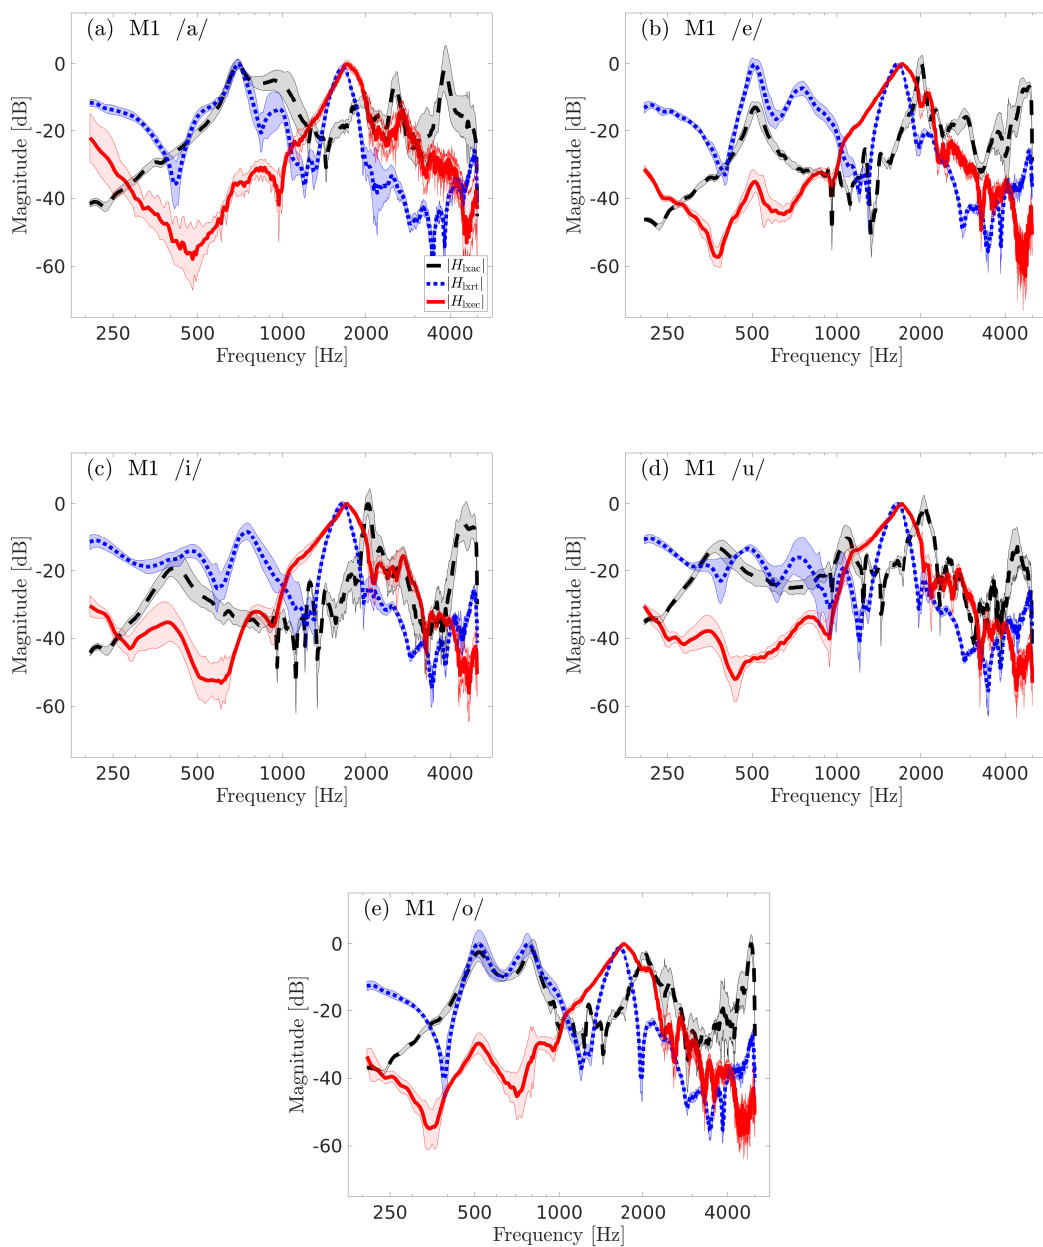 (a) M1 /a/
0
-20
-40
-60
Magnitude [dB]
250 500 1000 2000 4000
Frequency [Hz]
|H_lxac|
|H_lxrt|
|H_lxec|
(b) M1 /e/
0
-20
-40
-60
Magnitude [dB]
250 500 1000 2000 4000
Frequency [Hz]
(c) M1 /i/
0
-20
-40
-60
Magnitude [dB]
250 500 1000 2000 4000
Frequency [Hz]
(d) M1 /u/
0
-20
-40
-60
Magnitude [dB]
250 500 1000 2000 4000
Frequency [Hz]
(e) M1 /o/
0
-20
-40
-60
Magnitude [dB]
250 500 1000 2000 4000
Frequency [Hz]